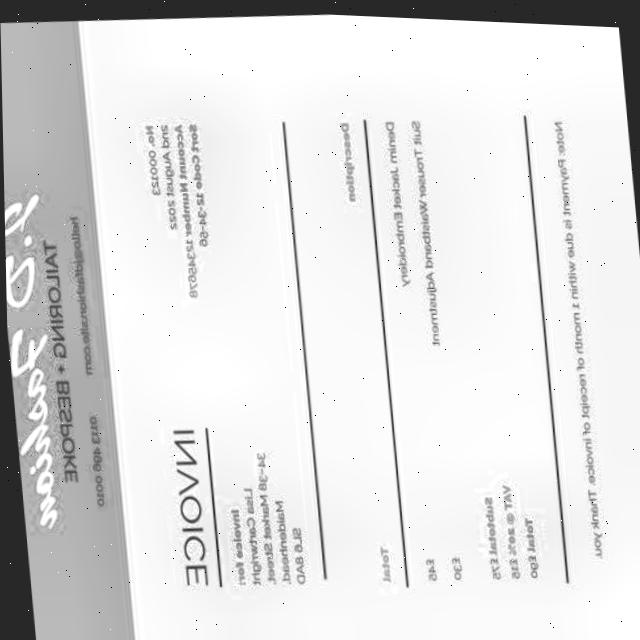 TAILORING + BESPOKE
0113 496 0010
INVOICE
No: 000123
2nd August 2022
Account Number 12345678
Sort Code 12-34-56
Invoice for:
Lisa Cartwright
34-38 Market Street,
Maidenhead,
SL6 8AD
Description Total
Denim Jacket Embroidery £45
Suit Trouser Waistband Adjustment £30
Subtotal £75
VAT @ 20% £15
Total £90
Note: Payment is due within 1 month of receipt of invoice. Thank you.